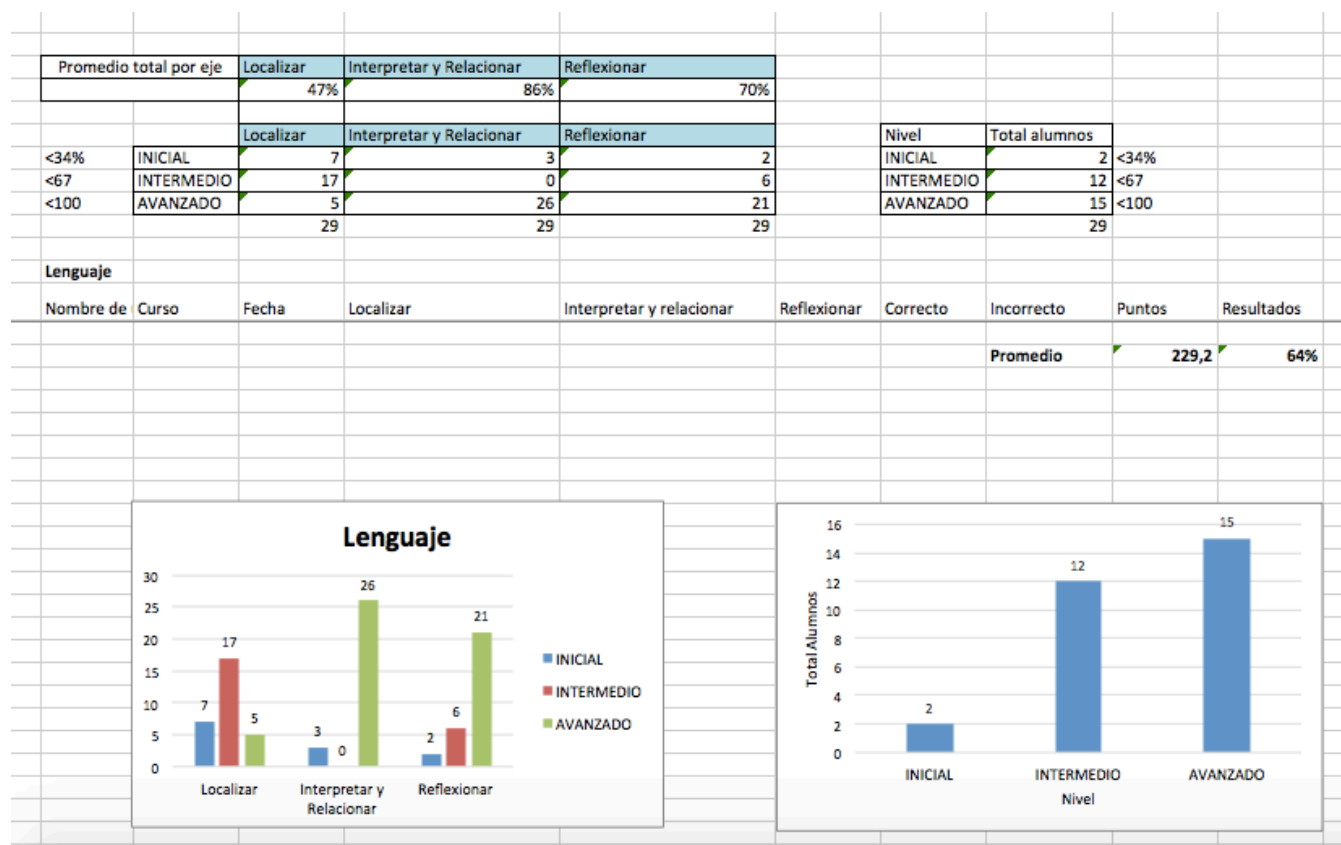 Promedio total por eje Localizar Interpretar y Relacionar Reflexionar
47% 86% 70%
Localizar Interpretar y Relacionar Reflexionar Nivel Total alumnos
<34% INICIAL 7 3 2 INICIAL 2 <34%
<67 INTERMEDIO 17 0 6 INTERMEDIO 12 <67
<100 AVANZADO 5 26 21 AVANZADO 15 <100
29 29 29 29
Lenguaje
Nombre de Curso Fecha Localizar Interpretar y relacionar Reflexionar Correcto Incorrecto Puntos Resultados
Promedio 229,2 64%
Lenguaje
30
25
20
15
10
5
0
7 17 5
3 0 26
2 6 21
Localizar Interpretar y Reflexionar
Relacionar
INICIAL
INTERMEDIO
AVANZADO
Total Alumnos
16
14
12
10
8
6
4
2
0
2 12 15
INICIAL INTERMEDIO AVANZADO
Nivel